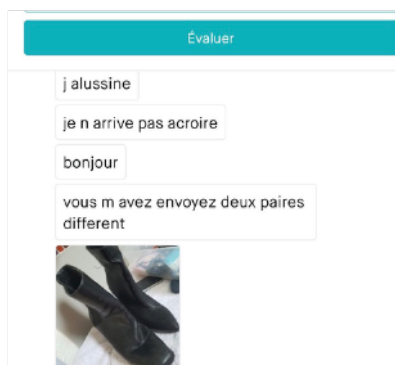 Évaluer
j alussine
je n arrive pas acroire
bonjour
vous m avez envoyez deux paires
different